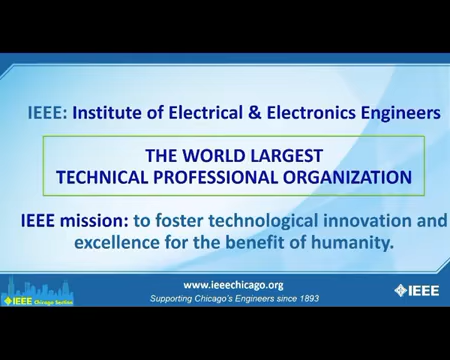 IEEE: Institute of Electrical & Electronics Engineers
THE WORLD LARGEST
TECHNICAL PROFESSIONAL ORGANIZATION
IEEE mission: to foster technological innovation and
excellence for the benefit of humanity.
www.ieeechicago.org
Supporting Chicago's Engineers since 1893
IEEE Chicago Section
IEEE